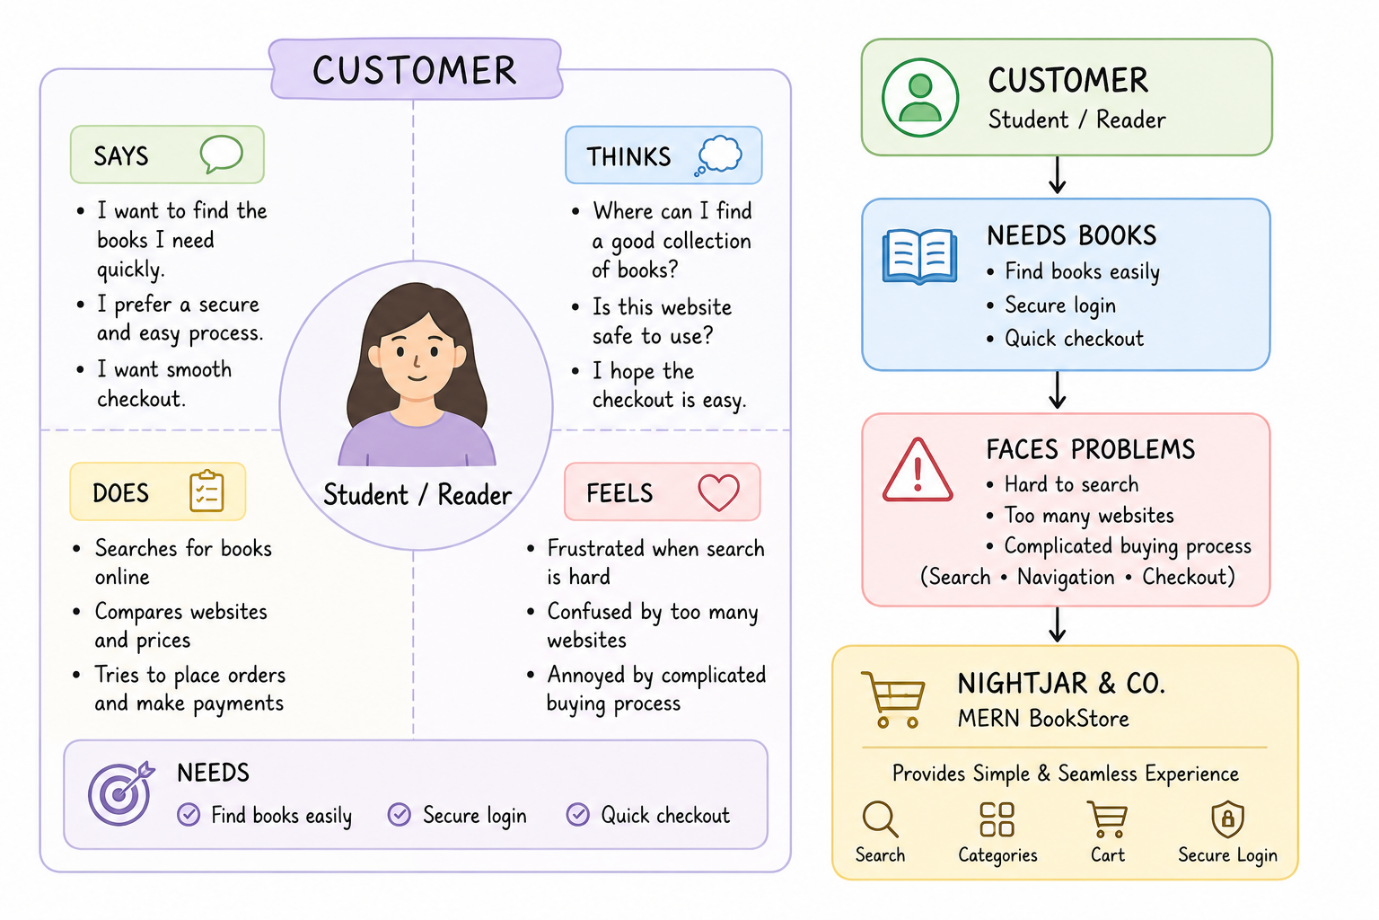 CUSTOMER
SAYS
• I want to find the
books I need
quickly.
• I prefer a secure
and easy process.
• I want smooth
checkout.
THINKS
• Where can I find
a good collection
of books?
• Is this website
safe to use?
• I hope the
checkout is easy.
Student / Reader
DOES
• Searches for books
online
• Compares websites
and prices
• Tries to place orders
and make payments
FEELS
• Frustrated when search
is hard
• Confused by too many
websites
• Annoyed by complicated
buying process
NEEDS
Find books easily
Secure login
Quick checkout
CUSTOMER
Student / Reader
NEEDS BOOKS
• Find books easily
• Secure login
• Quick checkout
FACES PROBLEMS
• Hard to search
• Too many websites
• Complicated buying process
(Search • Navigation • Checkout)
NIGHTJAR & CO.
MERN BookStore
Provides Simple & Seamless Experience
Search
Categories
Cart
Secure Login